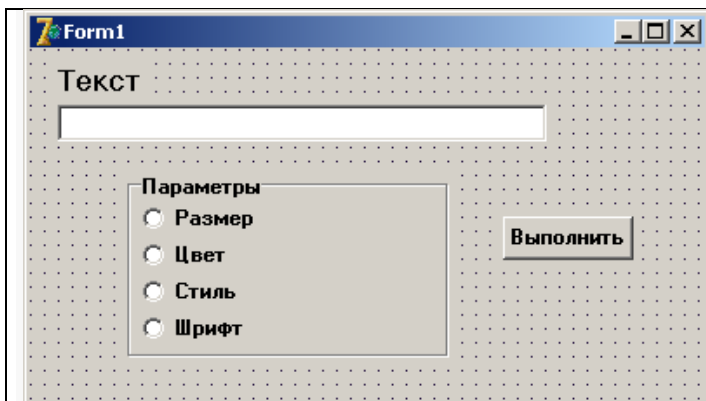 Form1
Текст
Параметры
Размер
Цвет
Выполнить
Стиль
Шрифт